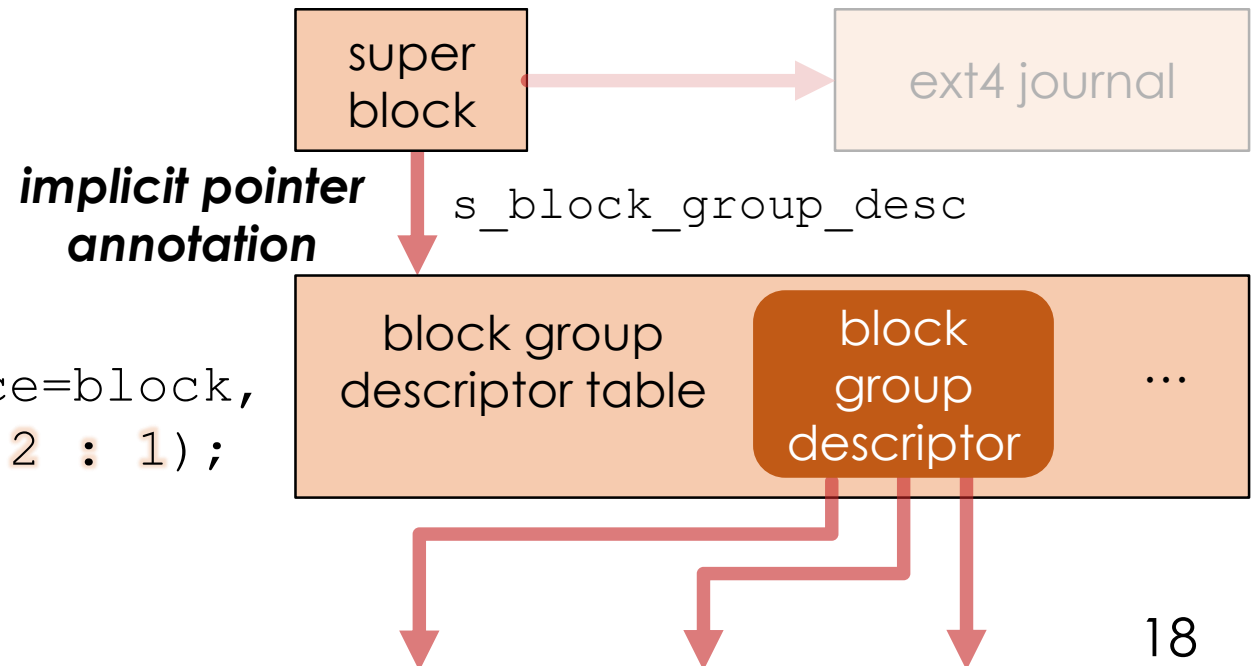 super
block
ext4 journal
implicit pointer
annotation
s_block_group_desc
block group
descriptor table
block
group
descriptor
...
ce=block,
2 : 1);
18